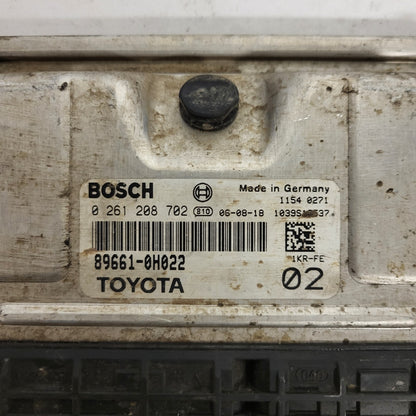 BOSCH Made in Germany
1154 0271
0 261 208 702 B10 06-08-18
89661-0H022 1KR-FE
TOYOTA 02